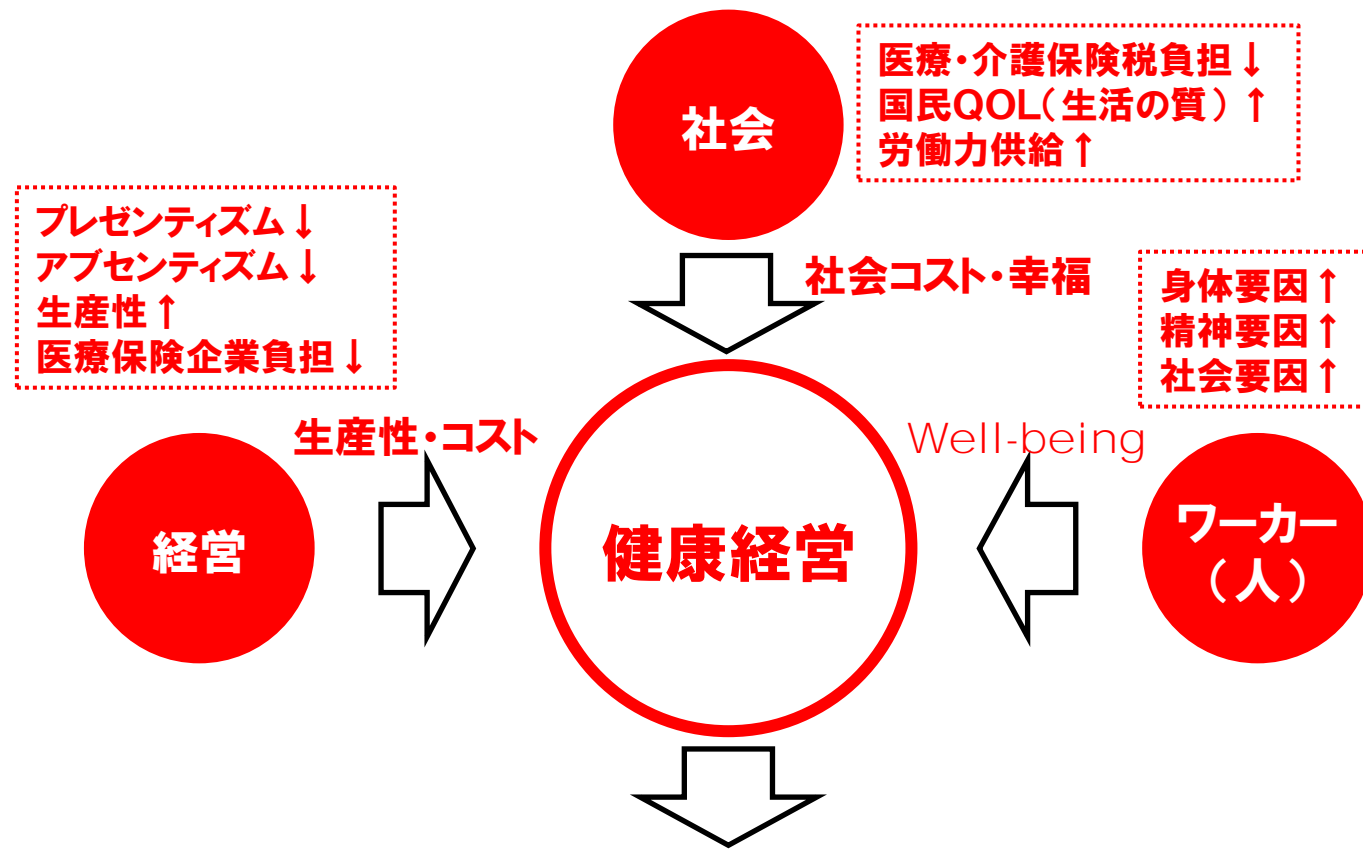 社会
医療・介護保険税負担↓
国民QOL(生活の質)↑
労働力供給↑
プレゼンティズム↓
アブセンティズム↓
生産性↑
医療保険企業負担↓
社会コスト・幸福
身体要因↑
精神要因↑
社会要因↑
生産性・コスト
Well-being
経営
健康経営
ワーカー
(人)